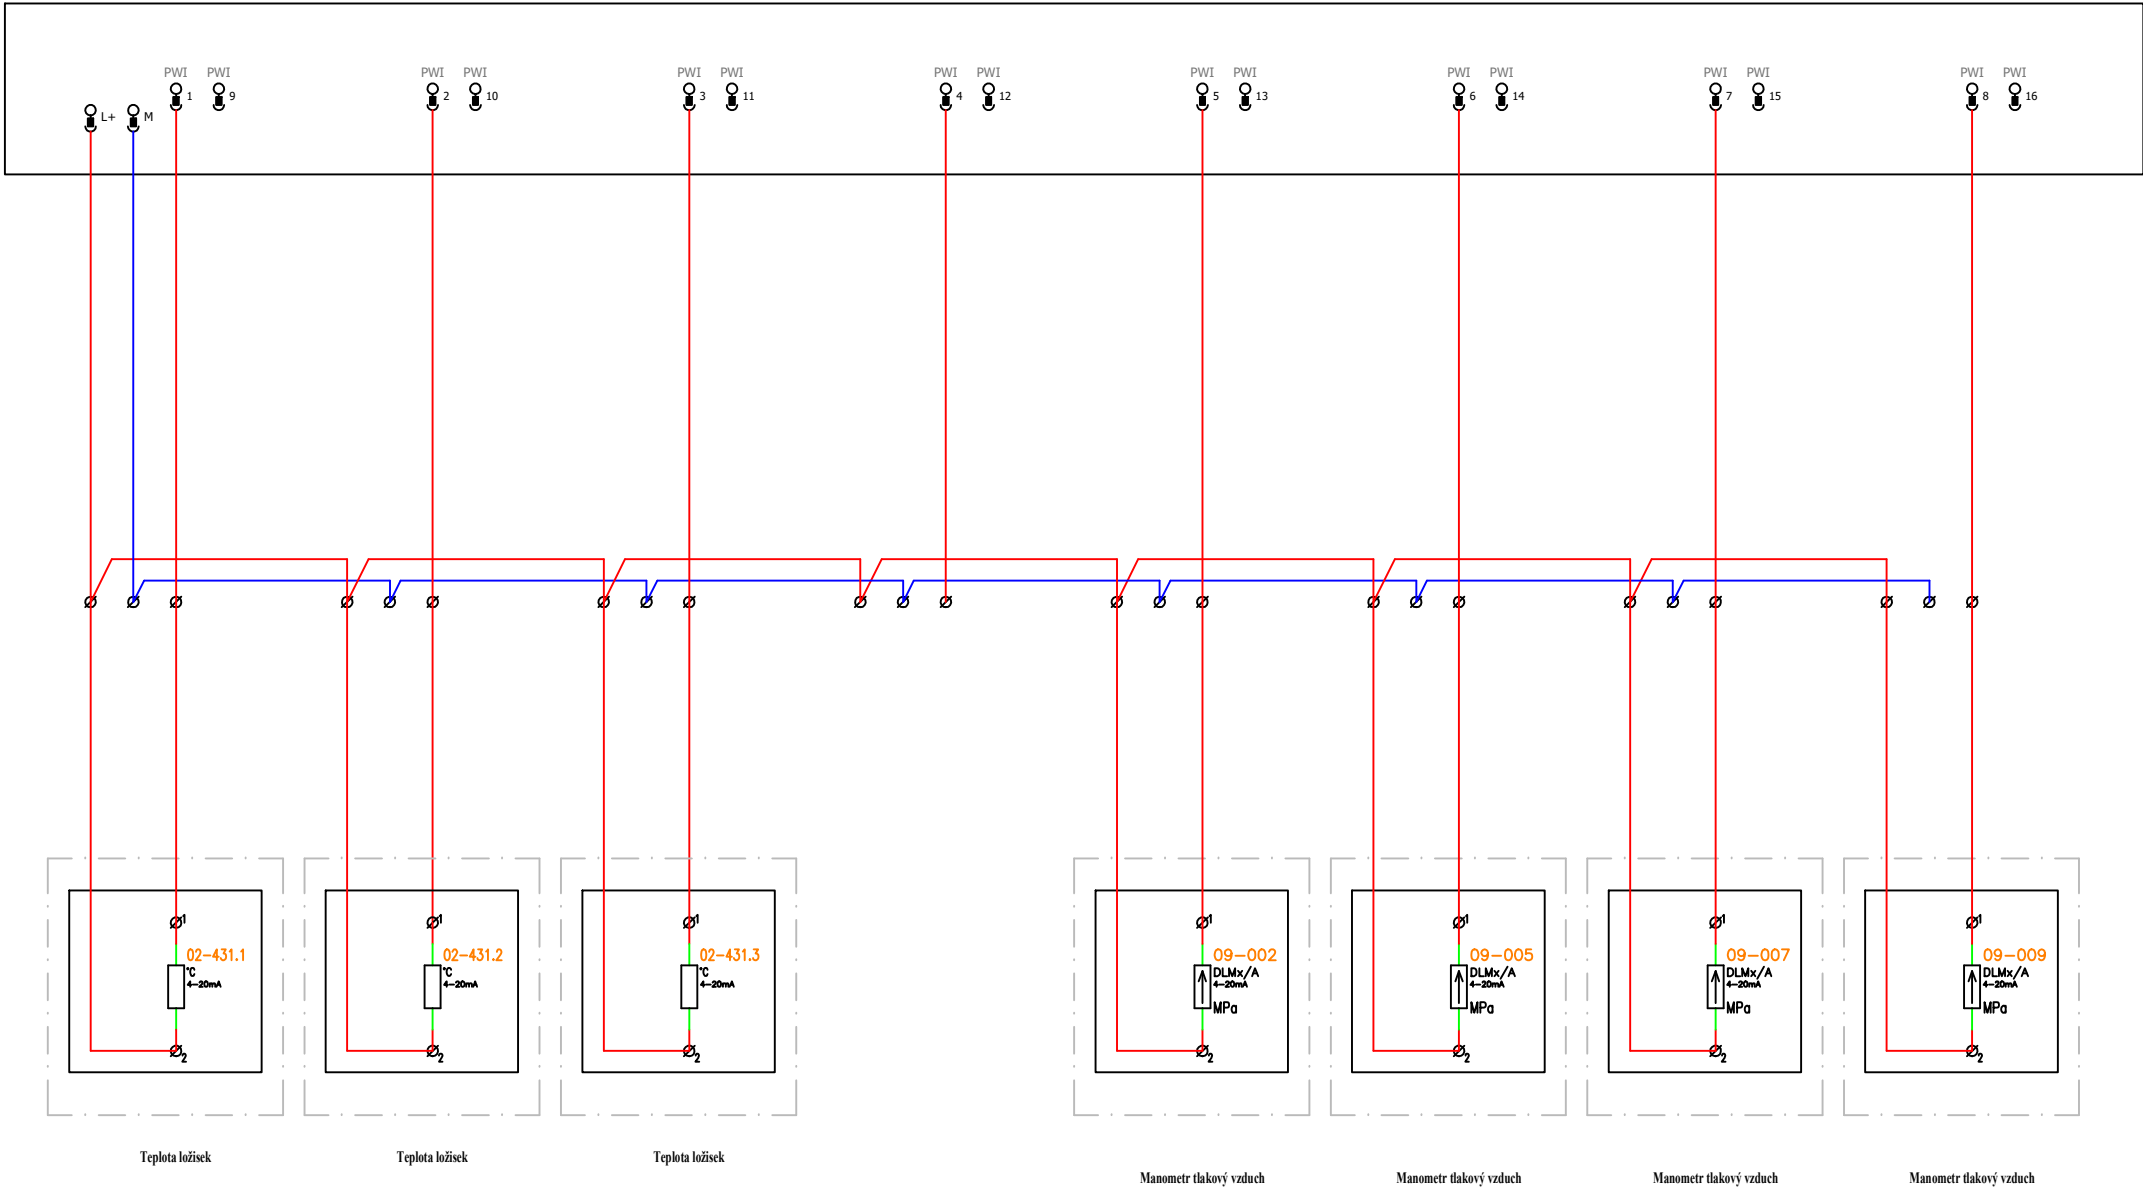 PWI PWI PWI PWI PWI PWI PWI PWI PWI PWI PWI PWI PWI PWI PWI PWI
1 9 2 10 3 11 4 12 5 13 6 14 7 15 8 16
L+ M
1 1 1 1 1 1 1
02-431.1 02-431.2 02-431.3 09-002 09-005 09-007 09-009
°C °C °C DLMx/A DLMx/A DLMx/A DLMx/A
4-20mA 4-20mA 4-20mA 4-20mA 4-20mA 4-20mA 4-20mA
MPa MPa MPa MPa
2 2 2 2 2 2 2
Teplota ložisek Teplota ložisek Teplota ložisek
Manometr tlakový vzduch Manometr tlakový vzduch Manometr tlakový vzduch Manometr tlakový vzduch